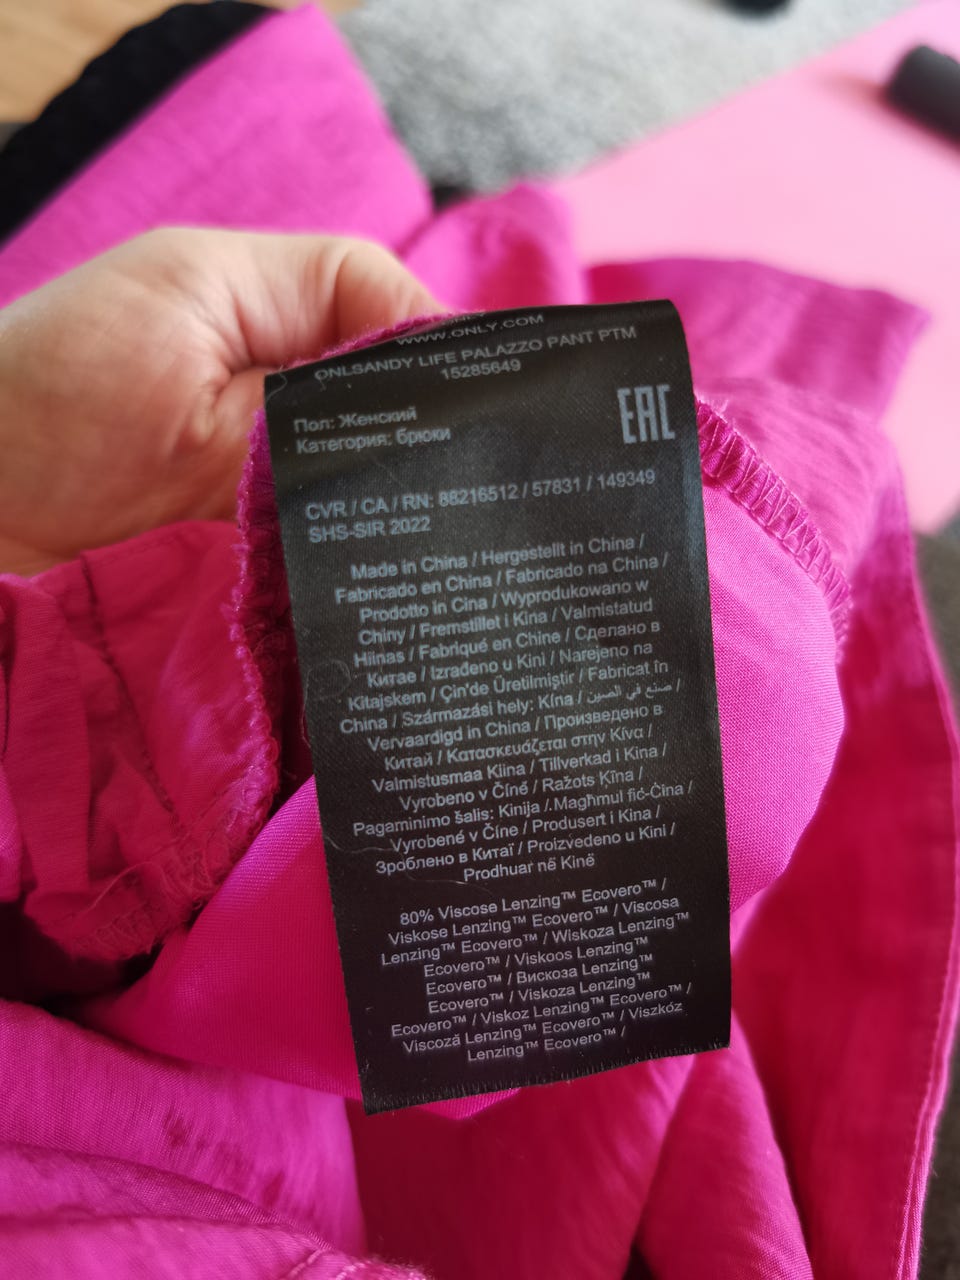 WWW.ONLY.COM
ONLSANDY LIFE PALAZZO PANT PTM
15285649
Пол: Женский
Категория: брюки
EAC
CVR / CA / RN: 88216512 / 57831 / 149349
SHS-SIR 2022
Made in China / Hergestellt in China /
Fabricado en China / Fabricado na China /
Prodotto in Cina / Wyprodukowano w
Chiny / Fremstillet i Kina / Valmistatud
Hiinas / Fabriqué en Chine / Сделано в
Китае / Izrađeno u Kini / Narejeno na
Kitajskem / Çin'de Üretilmiştir / Fabricat în
China / Származási hely: Kína / صنع في الصين /
Vervaardigd in China / Произведено в
Китай / Κατασκευάζεται στην Κίνα /
Valmistusmaa Kiina / Tillverkad i Kina /
Vyrobeno v Číně / Ražots Ķīna /
Pagaminimo šalis: Kinija / Magħmul fiċ-Ċina /
Vyrobené v Číne / Produsert i Kina /
Зроблено в Китаї / Proizvedeno u Kini /
Prodhuar në Kinë
80% Viscose Lenzing™ Ecovero™ /
Viskose Lenzing™ Ecovero™ / Viscosa
Lenzing™ Ecovero™ / Wiskoza Lenzing™
Ecovero™ / Viskoos Lenzing™
Ecovero™ / Вискоза Lenzing™
Ecovero™ / Viskoza Lenzing™
Ecovero™ / Viskoz Lenzing™ Ecovero™ /
Viscoză Lenzing™ Ecovero™ / Viszkóz
Lenzing™ Ecovero™ /